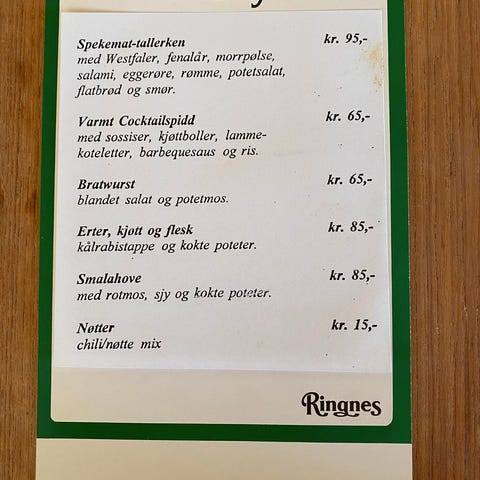 Spekemat-tallerken kr. 95,-
med Westfaler, fenalår, morrpølse,
salami, eggerøre, rømme, potetsalat,
flatbrød og smør.
Varmt Cocktailspidd kr. 65,-
med sossiser, kjøttboller, lamme-
koteletter, barbequesaus og ris.
Bratwurst kr. 65,-
blandet salat og potetmos.
Erter, kjøtt og flesk kr. 85,-
kålrabistappe og kokte poteter.
Smalahove kr. 85,-
med rotmos, sjy og kokte poteter.
Nøtter kr. 15,-
chili/nøtte mix
Ringnes